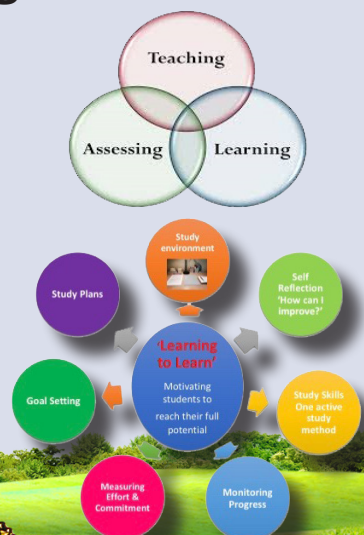 Teaching
Assessing
Learning
Study
environment
Study Plans
Self
Reflection
'How can I
improve?'
'Learning
to Learn'
Motivating
students to
reach their full
potential
Goal Setting
Study Skills
One active
study
method
Measuring
Effort &
Commitment
Monitoring
Progress